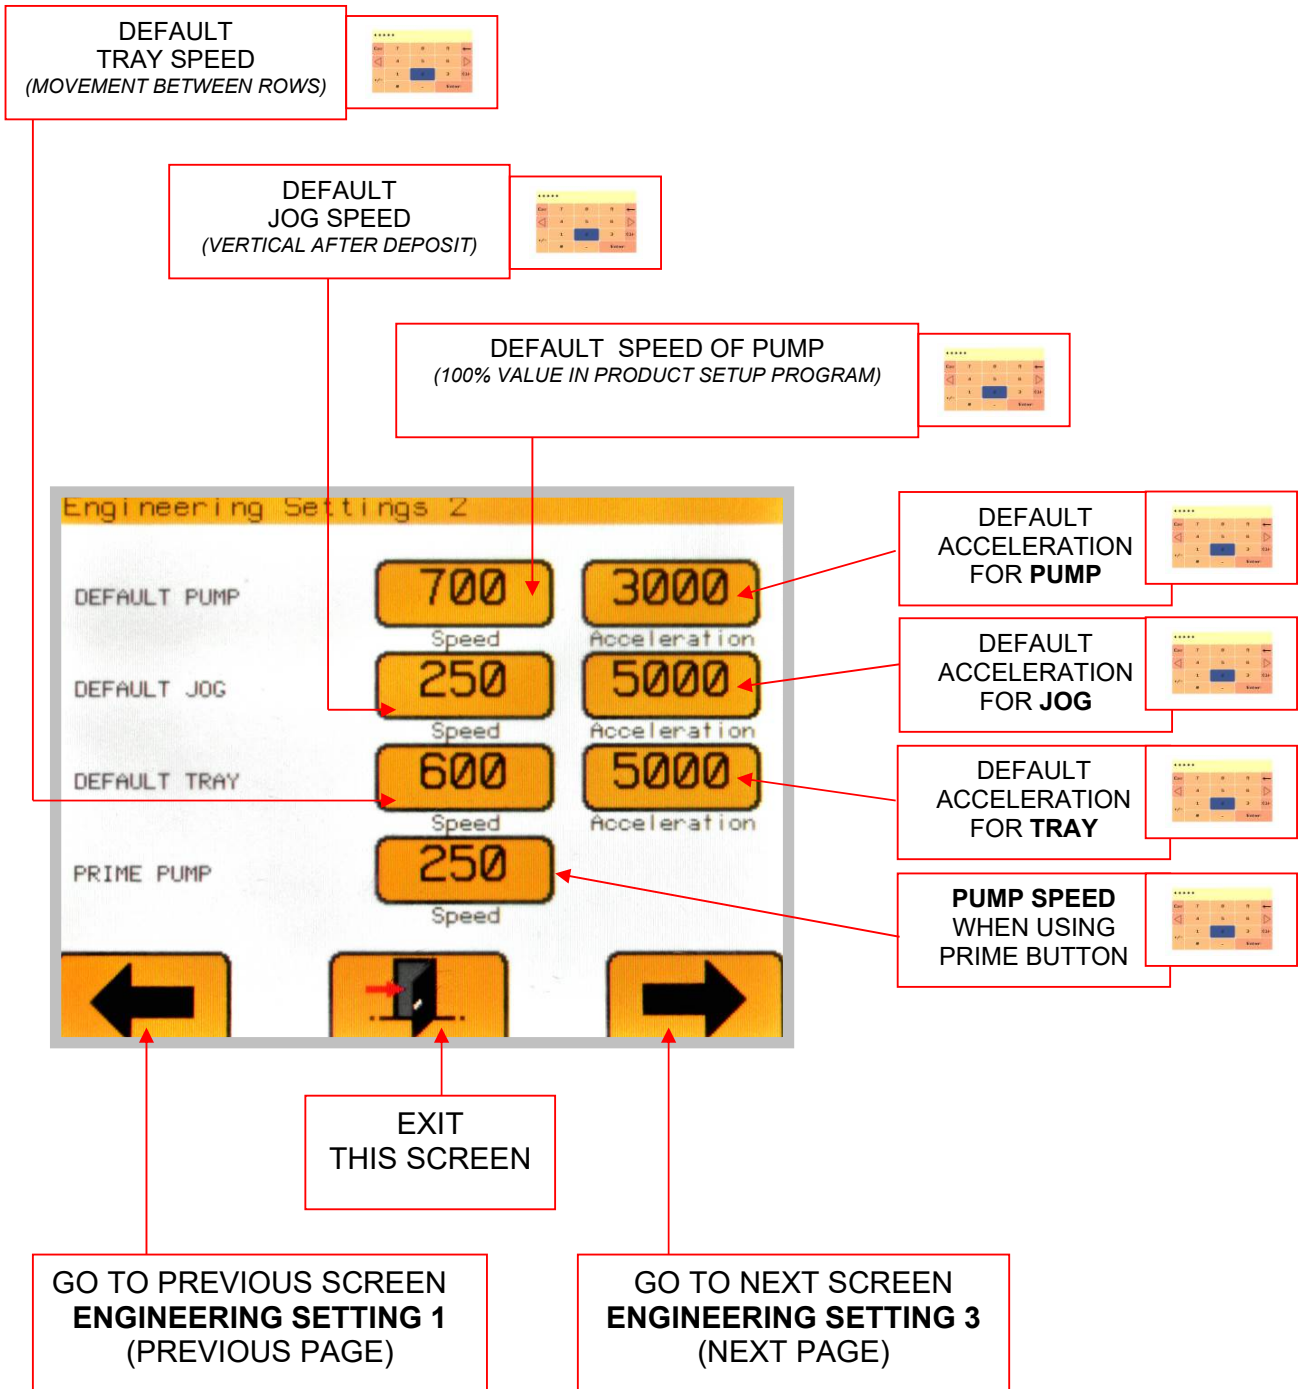 DEFAULT
TRAY SPEED
(MOVEMENT BETWEEN ROWS)
DEFAULT
JOG SPEED
(VERTICAL AFTER DEPOSIT)
DEFAULT SPEED OF PUMP
(100% VALUE IN PRODUCT SETUP PROGRAM)
Engineering Settings 2
DEFAULT PUMP
700
3000
Speed
Acceleration
DEFAULT JOG
250
5000
Speed
Acceleration
DEFAULT TRAY
600
5000
Speed
Acceleration
PRIME PUMP
250
Speed
DEFAULT
ACCELERATION
FOR PUMP
DEFAULT
ACCELERATION
FOR JOG
DEFAULT
ACCELERATION
FOR TRAY
PUMP SPEED
WHEN USING
PRIME BUTTON
EXIT
THIS SCREEN
GO TO PREVIOUS SCREEN
ENGINEERING SETTING 1
(PREVIOUS PAGE)
GO TO NEXT SCREEN
ENGINEERING SETTING 3
(NEXT PAGE)